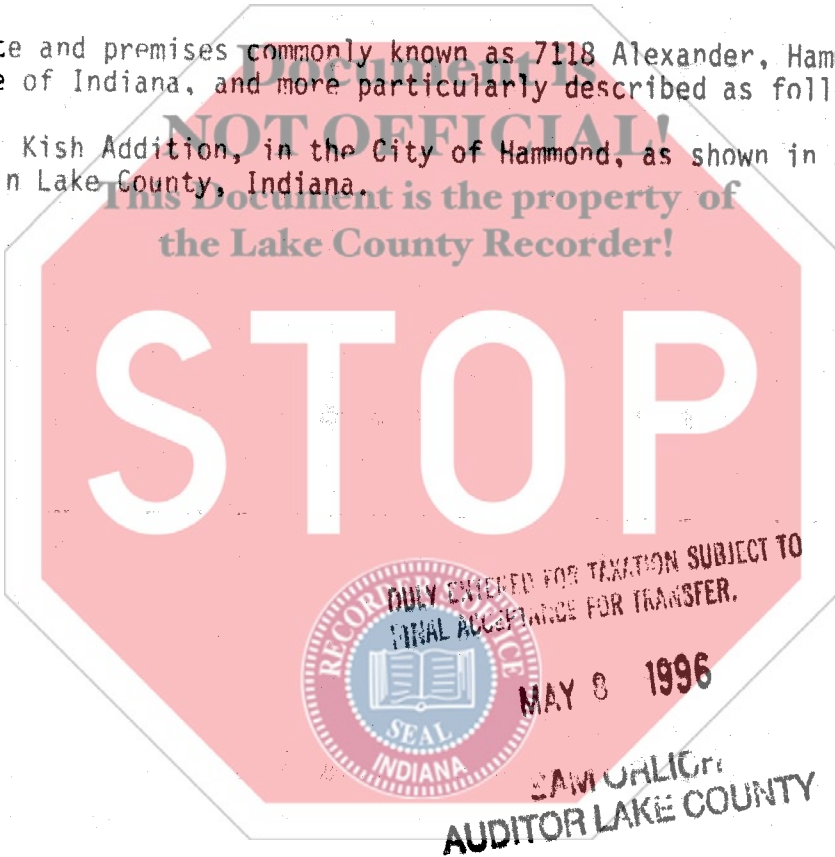 te and premises commonly known as 7118 Alexander, Ham
e of Indiana, and more particularly described as foll
Document is
Kish Addition, in the City of Hammond, as shown in
NOT OFFICIAL!
n Lake County, Indiana.
This Document is the property of
the Lake County Recorder!
STOP
DULY ENTERED FOR TAXATION SUBJECT TO
FINAL ACCEPTANCE FOR TRANSFER.
MAY 8 1996
RECORDER'S OFFICE
SEAL
INDIANA
AUDITOR LAKE COUNTY